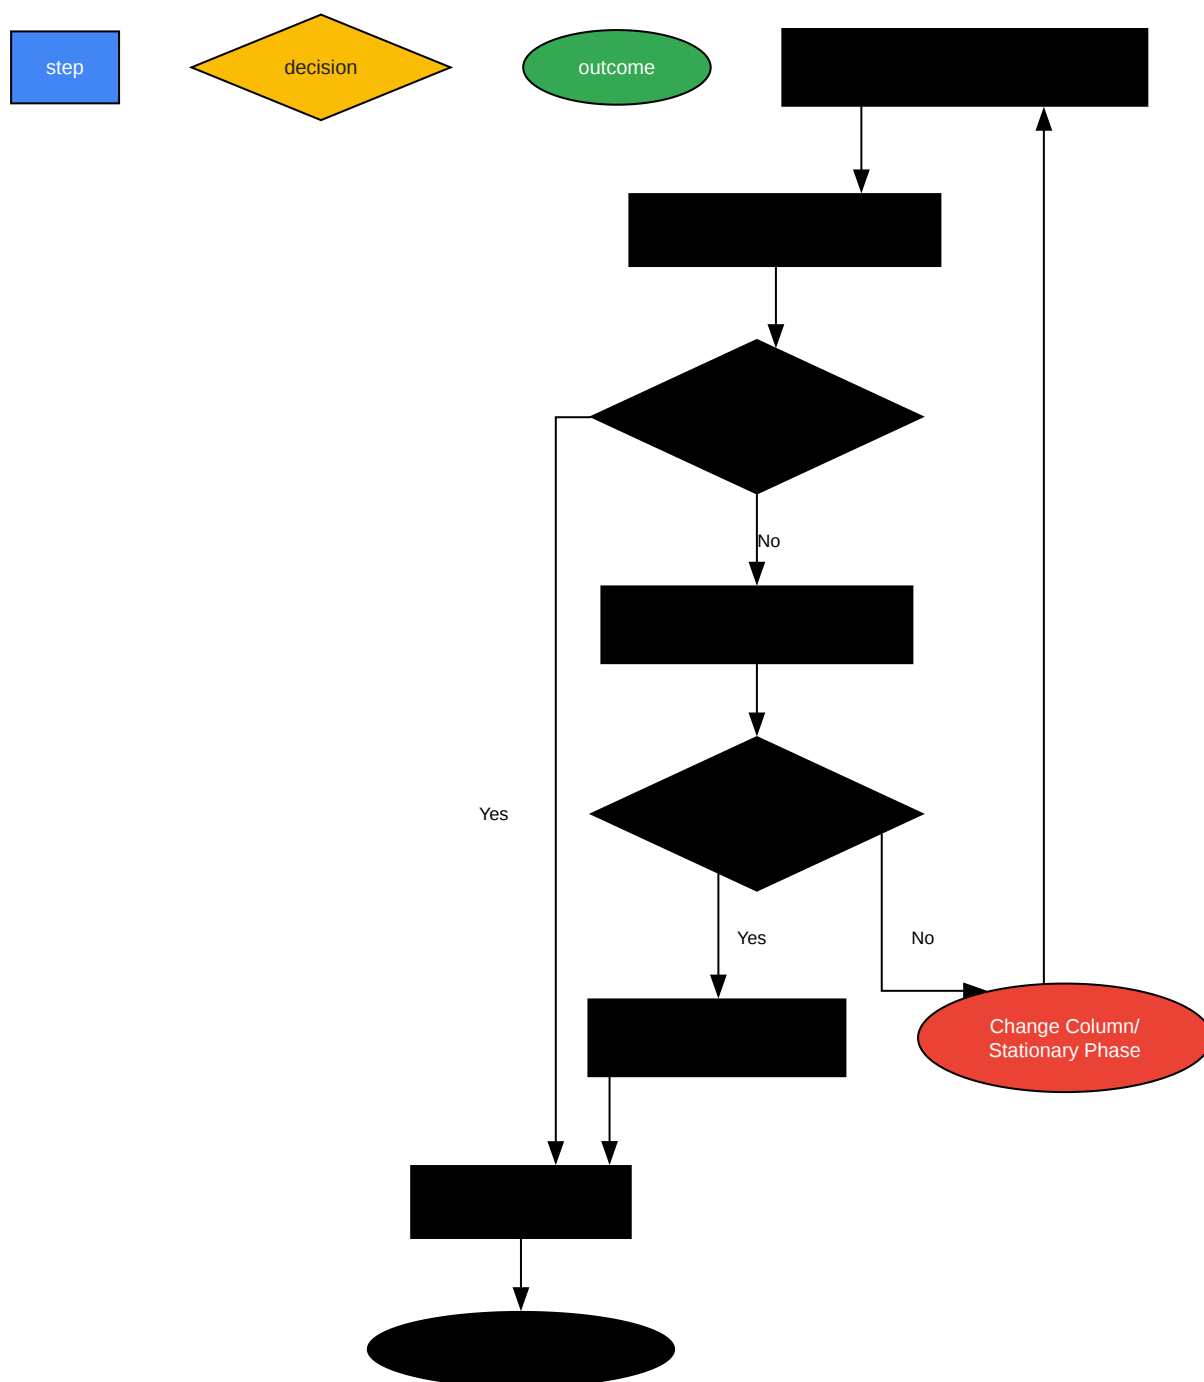 step
decision
outcome
No
Yes
Yes
No
Change Column/
Stationary Phase